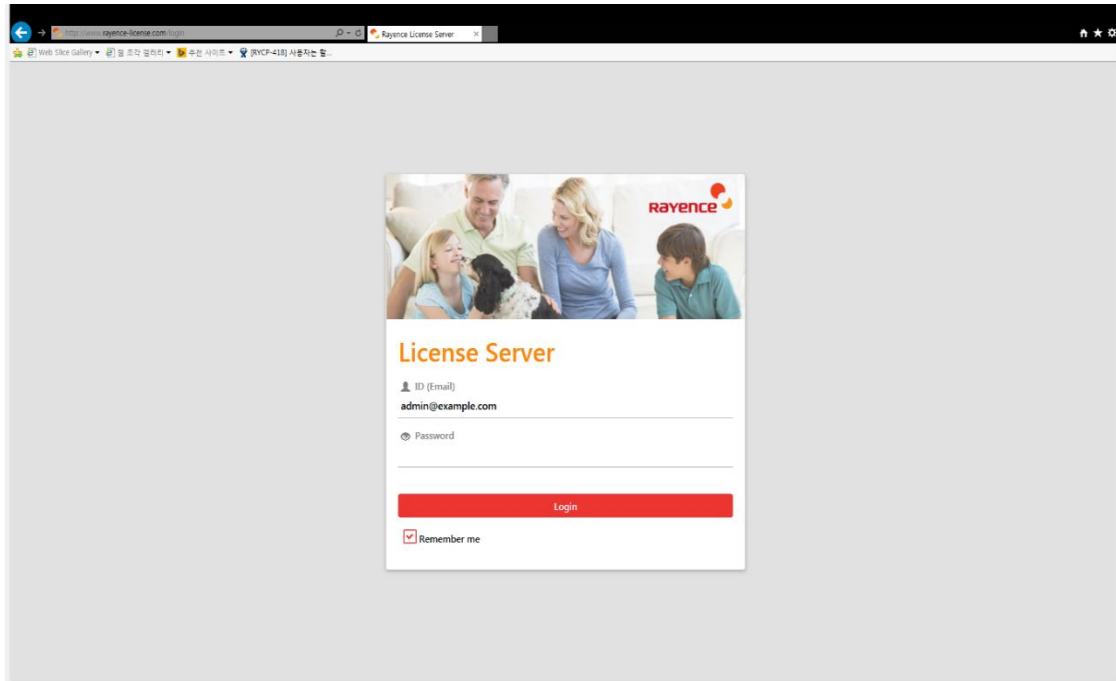 http://www.rayence-license.com/login
Rayence License Server
Web Slice Gallery
웹 조각 갤러리
추천 사이트
[RYCP-418] 사용자는 할...
Rayence
License Server
ID (Email)
admin@example.com
Password
Login
Remember me